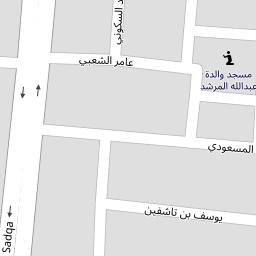 د السكوني
عامر الشعبي
مسجد والدة
عبدالله المرشد
المسعودي
يوسف بن تاشفين
Sadqa